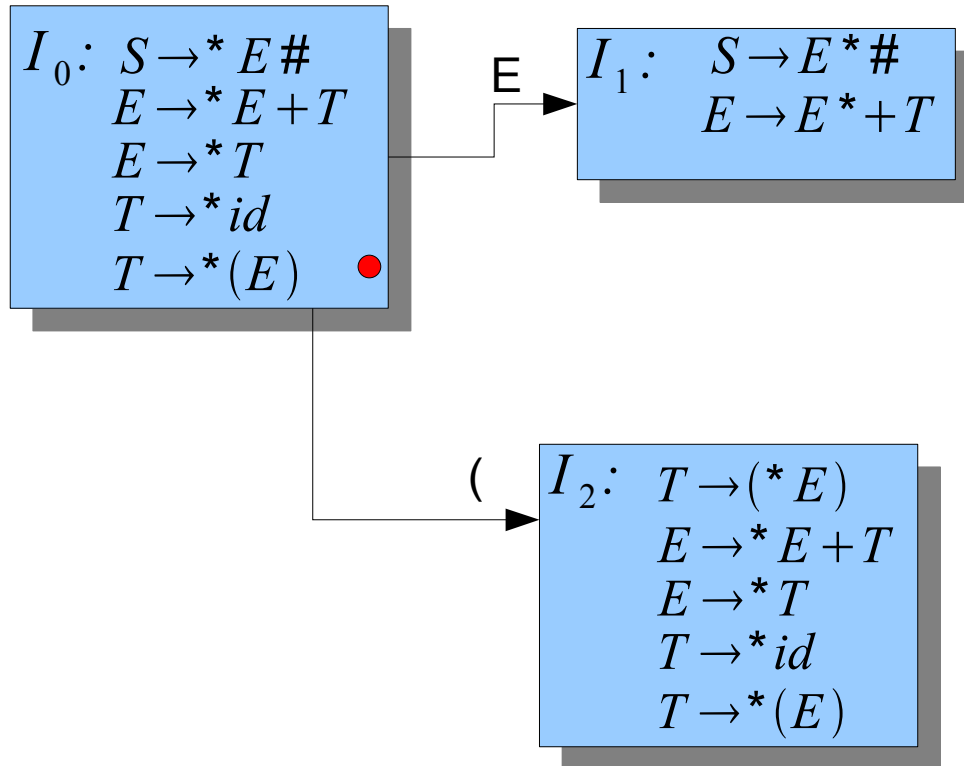 I₀: S→* E #
E→* E+T
E→* T
T→* id
T→* (E)
E
I₁: S→E* #
E→E* +T
(
I₂: T→(* E)
E→* E+T
E→* T
T→* id
T→* (E)